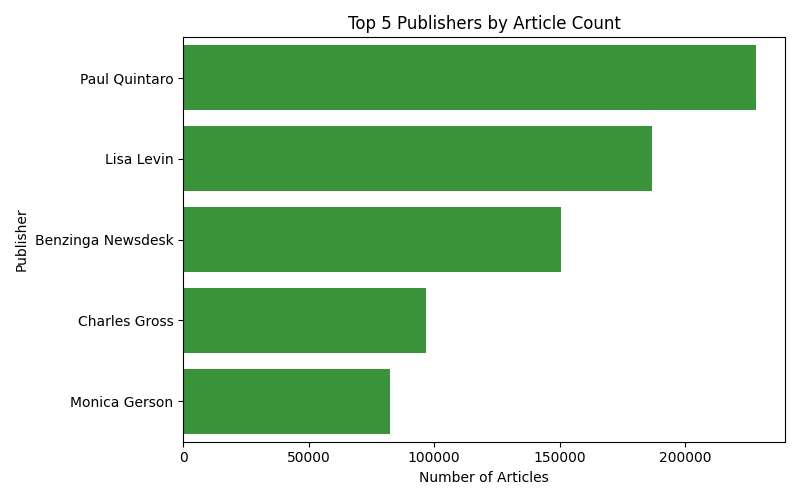 Top 5 Publishers by Article Count
Paul Quintaro
Lisa Levin
Benzinga Newsdesk
Charles Gross
Monica Gerson
Publisher
0 50000 100000 150000 200000
Number of Articles